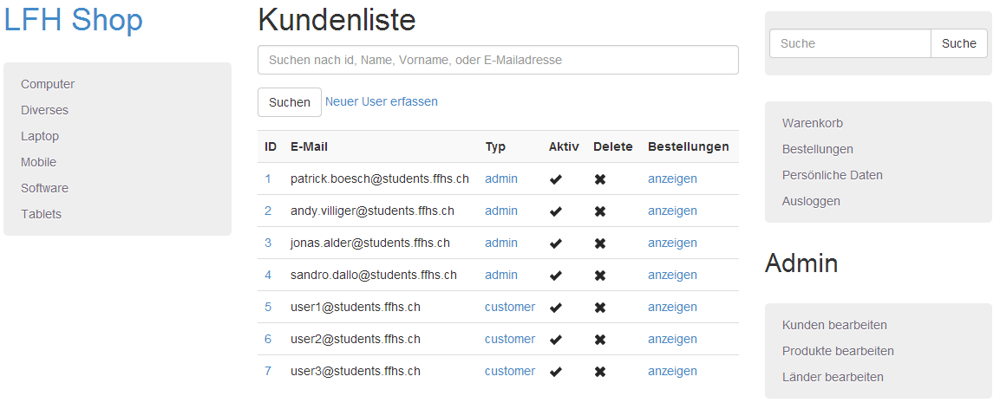 LFH Shop
Computer
Diverses
Laptop
Mobile
Software
Tablets
Kundenliste
Suchen nach id, Name, Vorname, oder E-Mailadresse
Suchen Neuer User erfassen
ID E-Mail Typ Aktiv Delete Bestellungen
1 patrick.boesch@students.ffhs.ch admin ✔ ✖ anzeigen
2 andy.villiger@students.ffhs.ch admin ✔ ✖ anzeigen
3 jonas.alder@students.ffhs.ch admin ✔ ✖ anzeigen
4 sandro.dallo@students.ffhs.ch admin ✔ ✖ anzeigen
5 user1@students.ffhs.ch customer ✔ ✖ anzeigen
6 user2@students.ffhs.ch customer ✔ ✖ anzeigen
7 user3@students.ffhs.ch customer ✔ ✖ anzeigen
Suche Suche
Warenkorb
Bestellungen
Persönliche Daten
Ausloggen
Admin
Kunden bearbeiten
Produkte bearbeiten
Länder bearbeiten